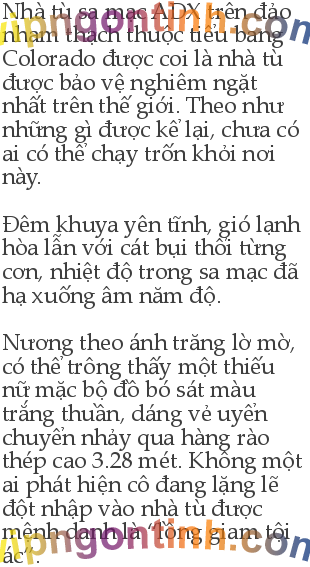 Nhà tù sa mạc ADX trên đảo
nham thạch thuộc tiểu bang
Colorado được coi là nhà tù
được bảo vệ nghiêm ngặt
nhất trên thế giới. Theo như
những gì được kể lại, chưa có
ai có thể chạy trốn khỏi nơi
này.
Đêm khuya yên tĩnh, gió lạnh
hòa lẫn với cát bụi thổi từng
cơn, nhiệt độ trong sa mạc đã
hạ xuống âm năm độ.
Nương theo ánh trăng lờ mờ,
có thể trông thấy một thiếu
nữ mặc bộ đồ bó sát màu
trắng thuần, dáng vẻ uyển
chuyển nhảy qua hàng rào
thép cao 3.28 mét. Không một
ai phát hiện cô đang lặng lẽ
đột nhập vào nhà tù được
mệnh danh là “lồng giam tội
ác”.
vipngontinh.com
vipngontinh.com